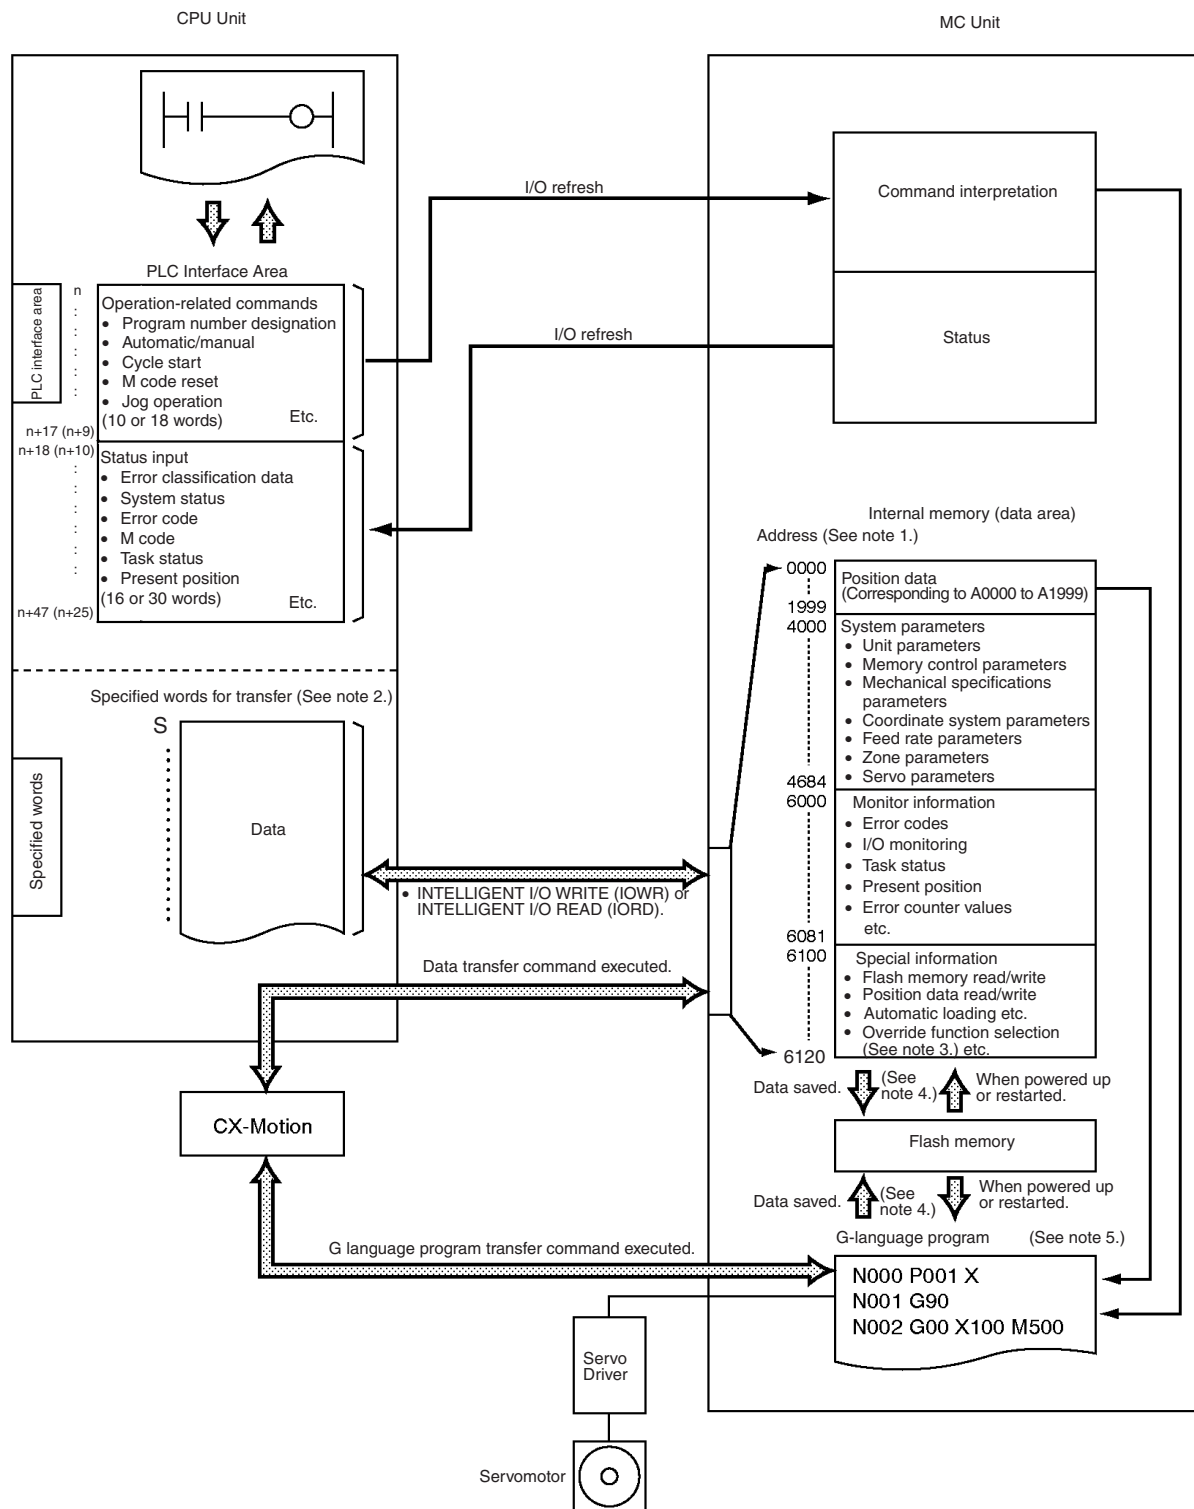 CPU Unit
MC Unit
I/O refresh
Command interpretation
PLC Interface Area
PLC interface area
n
Operation-related commands
• Program number designation
• Automatic/manual
• Cycle start
• M code reset
• Jog operation
(10 or 18 words) Etc.
n+17 (n+9)
I/O refresh
Status
n+18 (n+10)
Status input
• Error classification data
• System status
• Error code
• M code
• Task status
• Present position
(16 or 30 words) Etc.
n+47 (n+25)
Internal memory (data area)
Address (See note 1.)
0000
Position data
(Corresponding to A0000 to A1999)
1999
4000
System parameters
• Unit parameters
• Memory control parameters
• Mechanical specifications
parameters
• Coordinate system parameters
• Feed rate parameters
• Zone parameters
• Servo parameters
4684
6000
Monitor information
• Error codes
• I/O monitoring
• Task status
• Present position
• Error counter values
etc.
6081
6100
Special information
• Flash memory read/write
• Position data read/write
• Automatic loading etc.
• Override function selection
(See note 3.) etc.
6120
Specified words for transfer (See note 2.)
S
Specified words
Data
• INTELLIGENT I/O WRITE (IOWR) or
INTELLIGENT I/O READ (IORD).
Data transfer command executed.
CX-Motion
Data saved.
(See
note 4.)
When powered up
or restarted.
Flash memory
Data saved.
(See
note 4.)
When powered up
or restarted.
G language program transfer command executed.
G-language program (See note 5.)
N000 P001 X
N001 G90
N002 G00 X100 M500
Servo
Driver
Servomotor